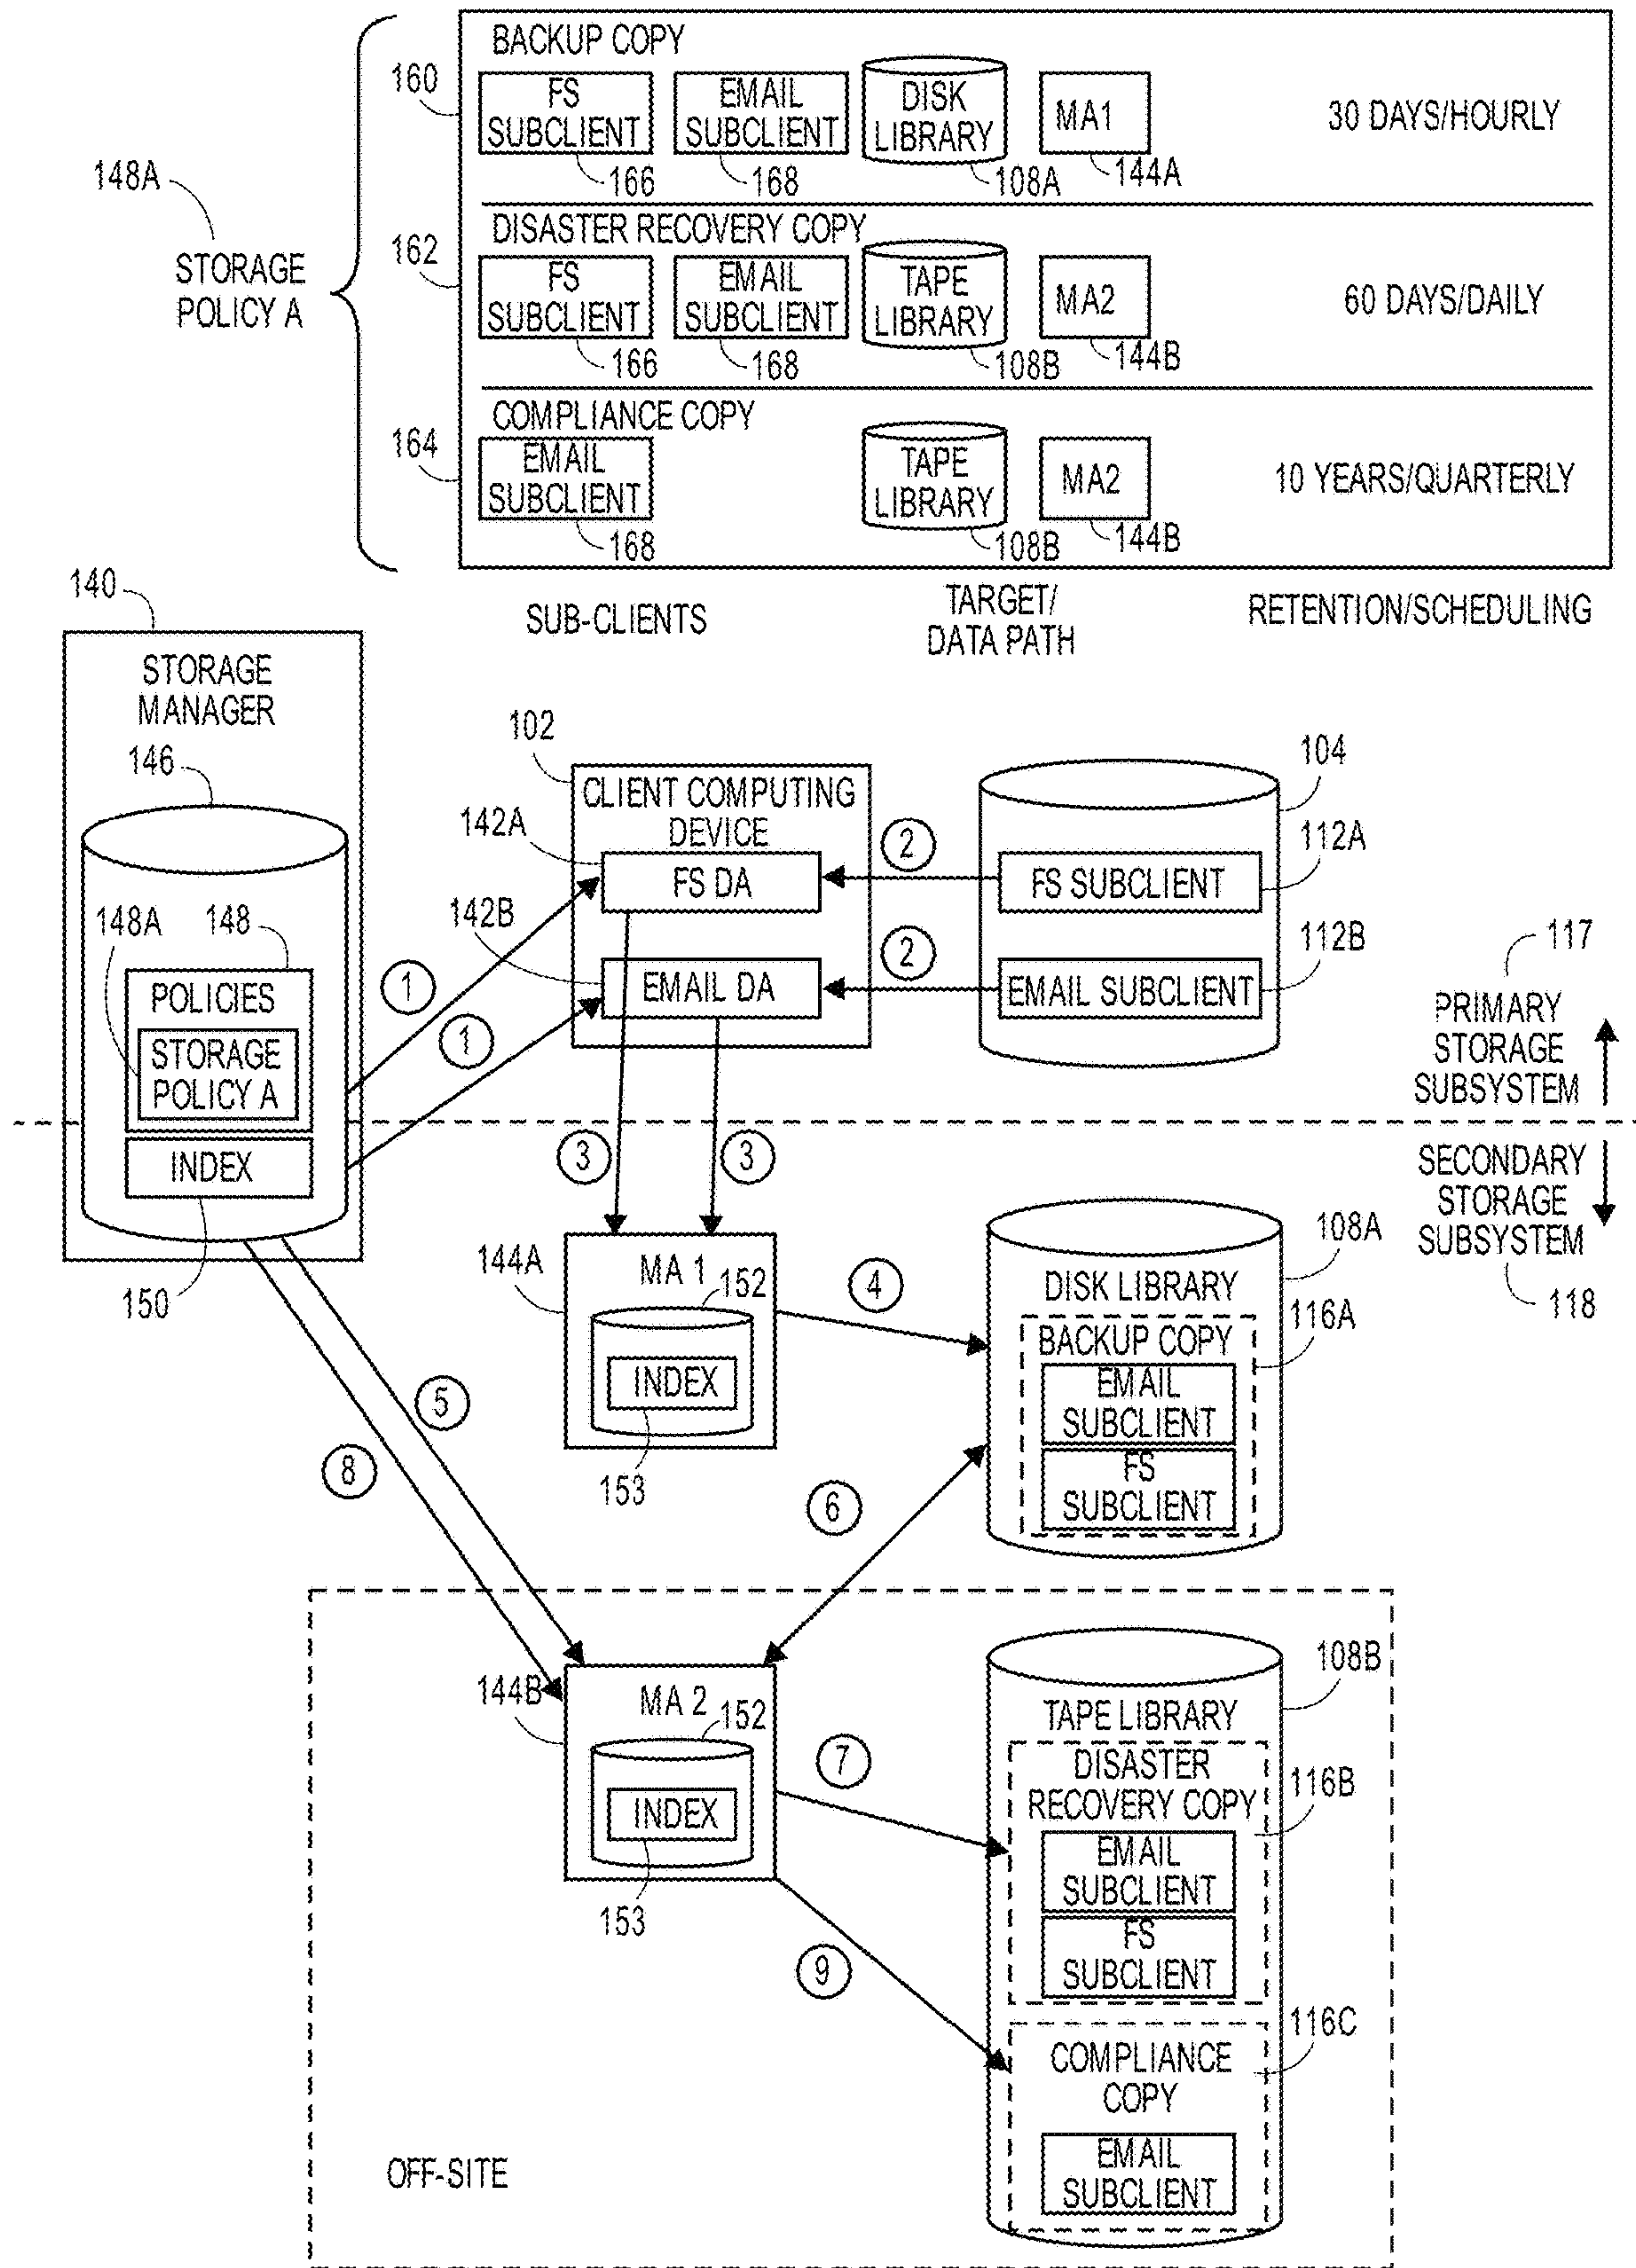 BACKUP COPY
160
FS
SUBCLIENT
166
EMAIL
SUBCLIENT
168
DISK
LIBRARY
108A
MA1
144A
30 DAYS/HOURLY
148A
STORAGE
POLICY A
DISASTER RECOVERY COPY
162
FS
SUBCLIENT
166
EMAIL
SUBCLIENT
168
TAPE
LIBRARY
108B
MA2
144B
60 DAYS/DAILY
COMPLIANCE COPY
164
EMAIL
SUBCLIENT
168
TAPE
LIBRARY
108B
MA2
144B
10 YEARS/QUARTERLY
SUB-CLIENTS
TARGET/
DATA PATH
RETENTION/SCHEDULING
140
STORAGE
MANAGER
146
148A
148
POLICIES
STORAGE
POLICY A
INDEX
150
102
CLIENT COMPUTING
DEVICE
142A
FS DA
142B
EMAIL DA
104
FS SUBCLIENT
112A
EMAIL SUBCLIENT
112B
1
1
2
2
117
PRIMARY
STORAGE
SUBSYSTEM
SECONDARY
STORAGE
SUBSYSTEM
118
3
3
144A
MA 1
152
INDEX
153
4
108A
DISK LIBRARY
116A
BACKUP COPY
EMAIL
SUBCLIENT
FS
SUBCLIENT
5
8
6
144B
MA 2
152
INDEX
153
7
9
108B
TAPE LIBRARY
DISASTER
RECOVERY COPY
116B
EMAIL
SUBCLIENT
FS
SUBCLIENT
116C
COMPLIANCE
COPY
EMAIL
SUBCLIENT
OFF-SITE